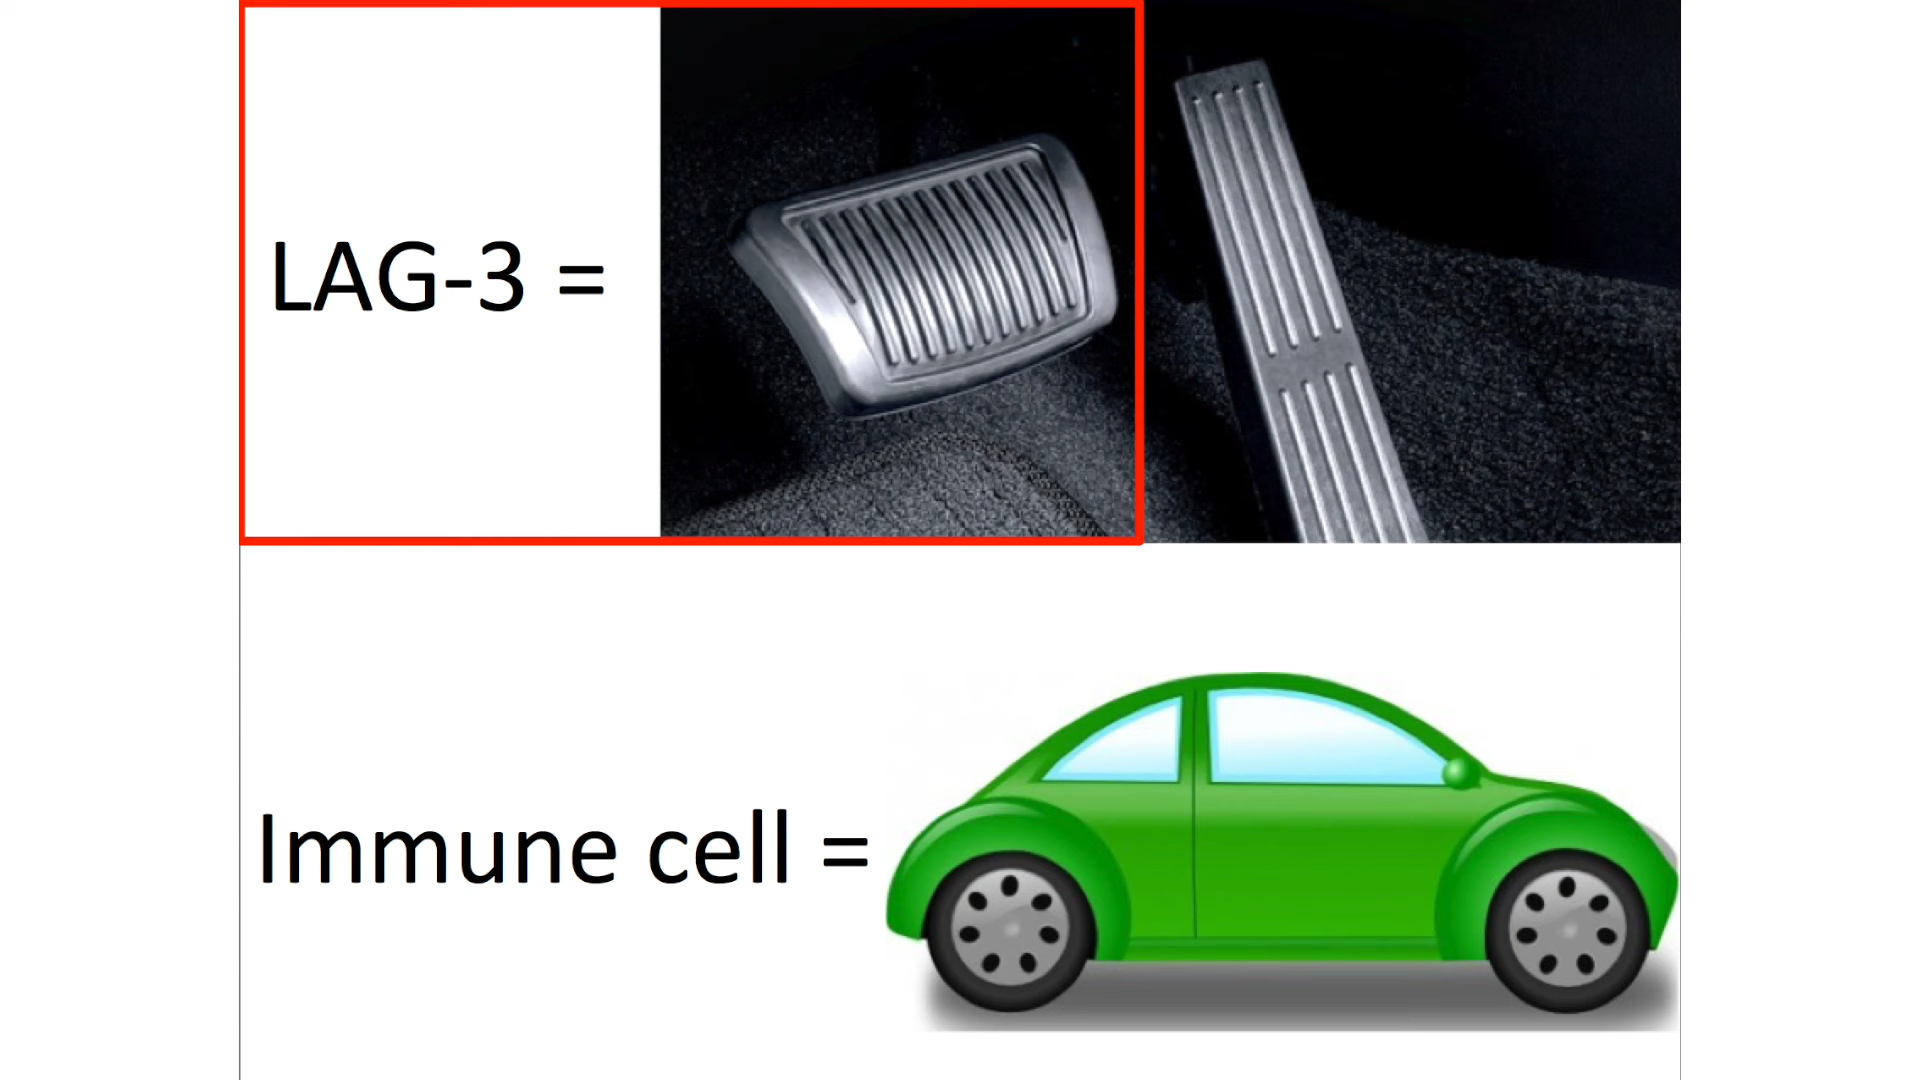 LAG-3 =
Immune cell =